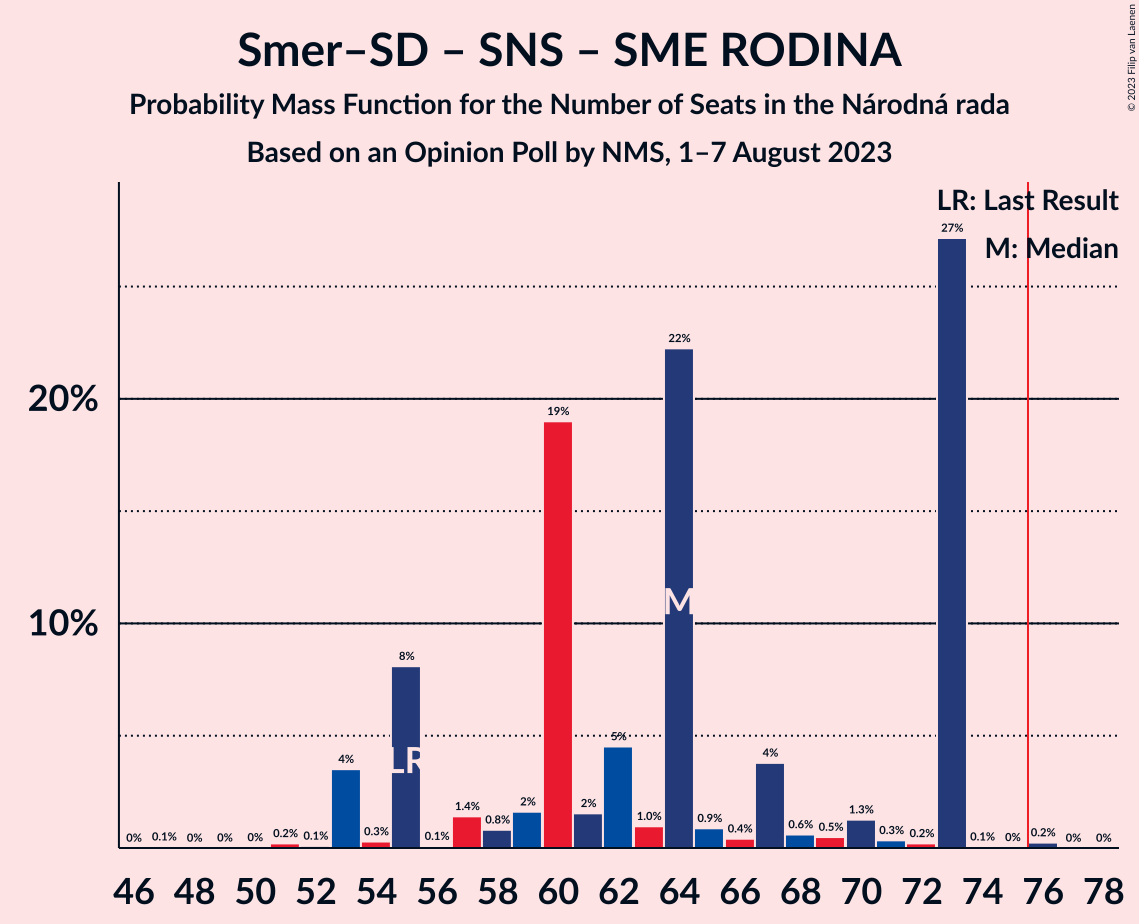 Smer–SD – SNS – SME RODINA
Probability Mass Function for the Number of Seats in the Národná rada
Based on an Opinion Poll by NMS, 1–7 August 2023
© 2023 Filip van Laenen
LR: Last Result
M: Median
20%
10%
0% 0.1% 0% 0% 0% 0.2% 0.1% 4% 0.3% 8% 0.1% 1.4% 0.8% 2% 19% 2% 5% 1.0% 22% 0.9% 0.4% 4% 0.6% 0.5% 1.3% 0.3% 0.2% 27% 0.1% 0% 0.2% 0% 0%
LR
M
46 48 50 52 54 56 58 60 62 64 66 68 70 72 74 76 78